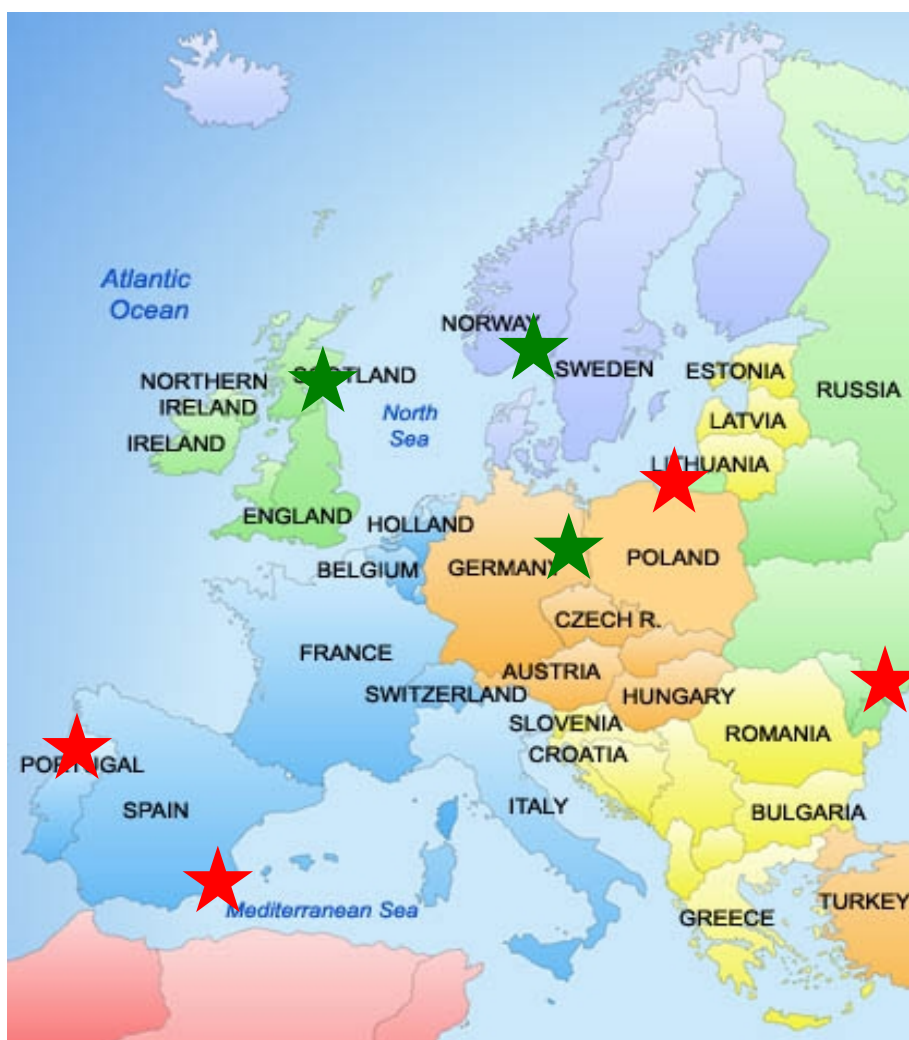 Atlantic
Ocean
NORWAY
SWEDEN
SCOTLAND
NORTHERN
IRELAND
IRELAND
North
Sea
ESTONIA
RUSSIA
LATVIA
LITHUANIA
ENGLAND
HOLLAND
BELGIUM
GERMANY
POLAND
CZECH R.
FRANCE
AUSTRIA
SWITZERLAND
HUNGARY
SLOVENIA
ROMANIA
CROATIA
PORTUGAL
SPAIN
ITALY
BULGARIA
Mediterranean Sea
GREECE
TURKEY